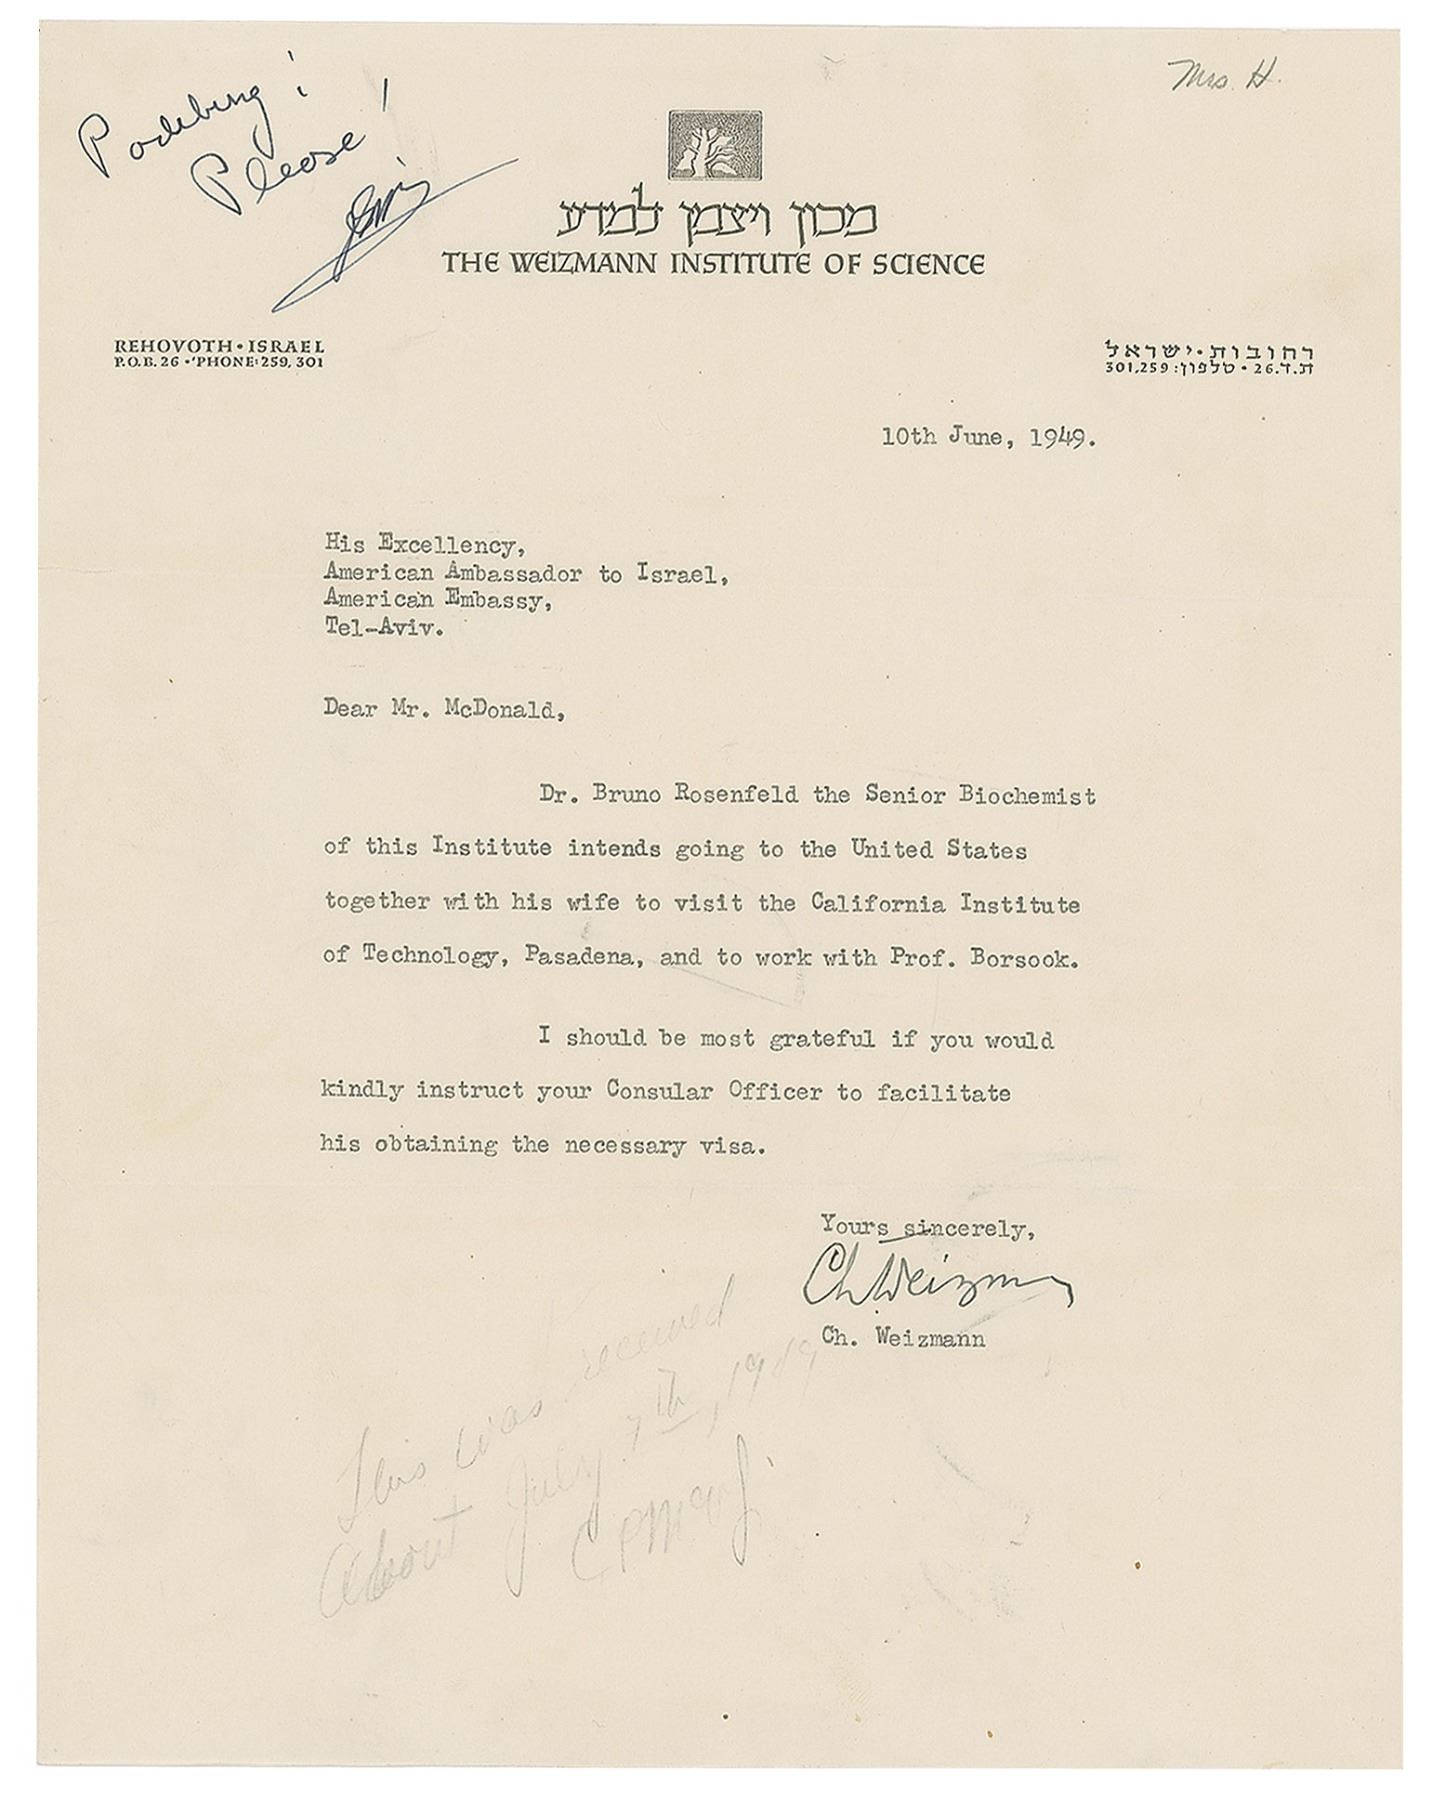 Mrs. H.
Please!
מכון ויצמן למדע
THE WEIZMANN INSTITUTE OF SCIENCE
REHOVOTH • ISRAEL
P.O.B. 26 • 'PHONE: 259, 301
רחובות • ישראל
ת.ד. 26 • טלפון: 301,259
10th June, 1949.
His Excellency,
American Ambassador to Israel,
American Embassy,
Tel-Aviv.
Dear Mr. McDonald,
Dr. Bruno Rosenfeld the Senior Biochemist
of this Institute intends going to the United States
together with his wife to visit the California Institute
of Technology, Pasadena, and to work with Prof. Borsook.
I should be most grateful if you would
kindly instruct your Consular Officer to facilitate
his obtaining the necessary visa.
Yours sincerely,
Ch Weizmann
Ch. Weizmann
This was received
About July 7th, 1949